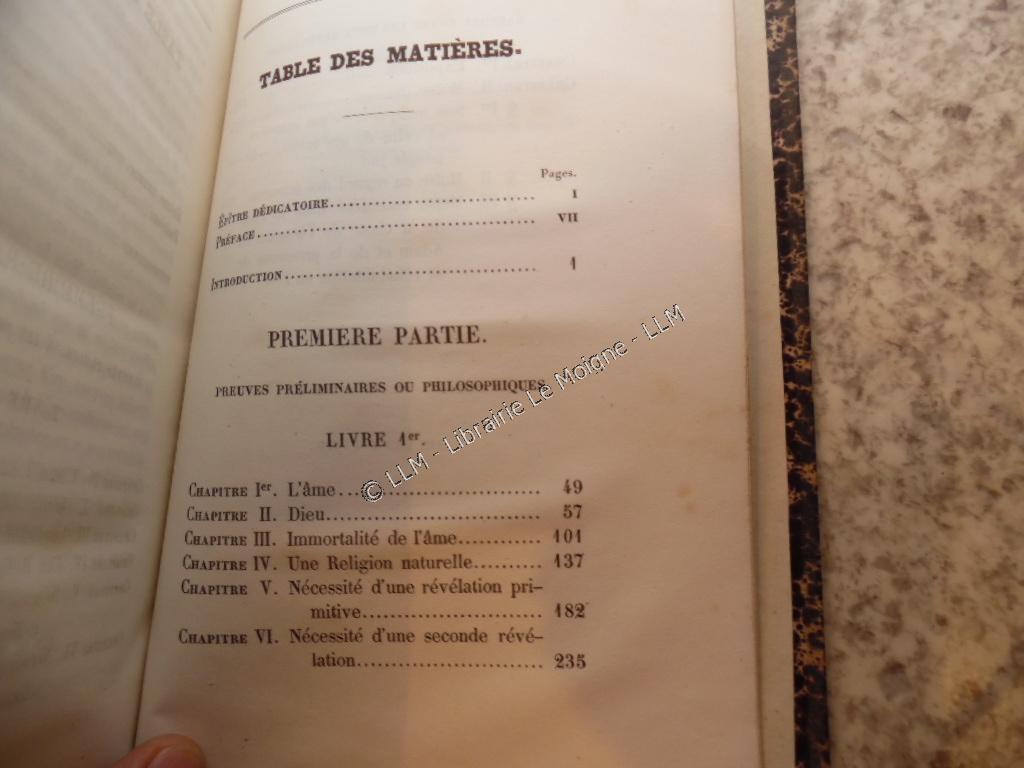 TABLE DES MATIÈRES.
Pages.
ÉPÎTRE DÉDICATOIRE.................................. I
PRÉFACE.............................................. VII
INTRODUCTION........................................ 1
PREMIERE PARTIE.
PREUVES PRÉLIMINAIRES OU PHILOSOPHIQUES.
LIVRE 1er.
CHAPITRE Ier. L'âme.................................. 49
CHAPITRE II. Dieu.................................... 57
CHAPITRE III. Immortalité de l'âme............. 101
CHAPITRE IV. Une Religion naturelle.......... 137
CHAPITRE V. Nécessité d'une révélation pri-
mitive............................ 182
CHAPITRE VI. Nécessité d'une seconde révé-
lation............................ 235
© LLM - Librairie Le Moigne - LLM